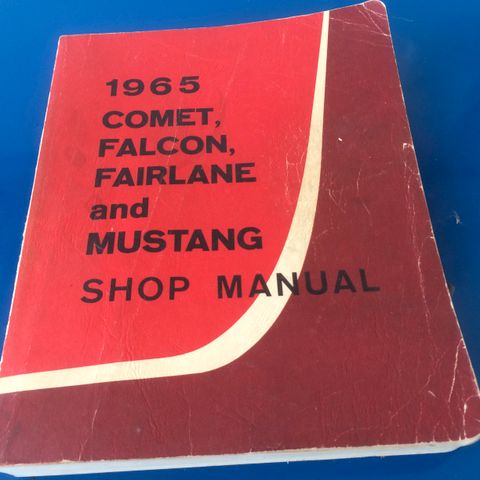 1965
COMET,
FALCON,
FAIRLANE
and
MUSTANG
SHOP MANUAL